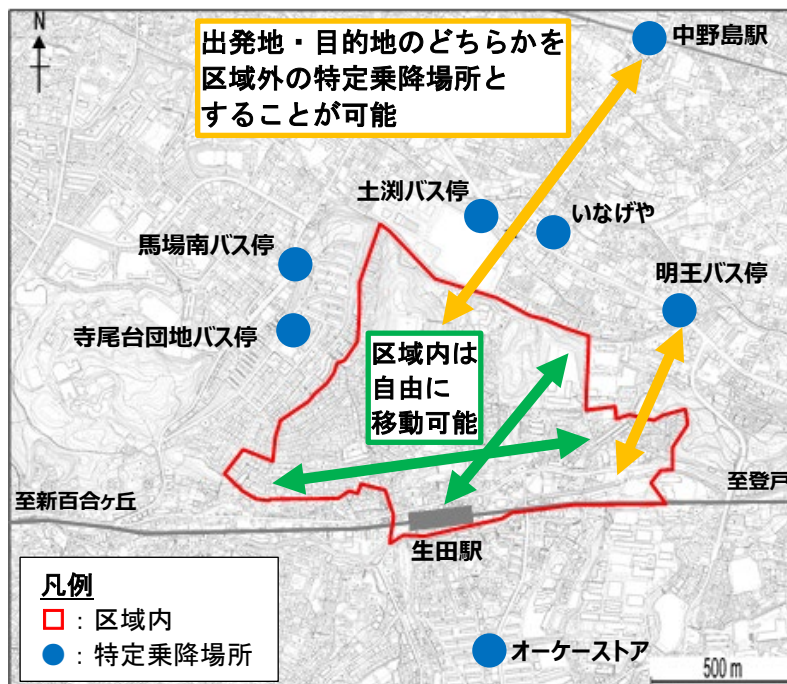 N
出発地・目的地のどちらかを
区域外の特定乗降場所と
することが可能
中野島駅
土渕バス停
いなげや
馬場南バス停
明王バス停
寺尾台団地バス停
区域内は
自由に
移動可能
至新百合ヶ丘
至登戸
生田駅
凡例
：区域内
：特定乗降場所
オーケーストア
500 m